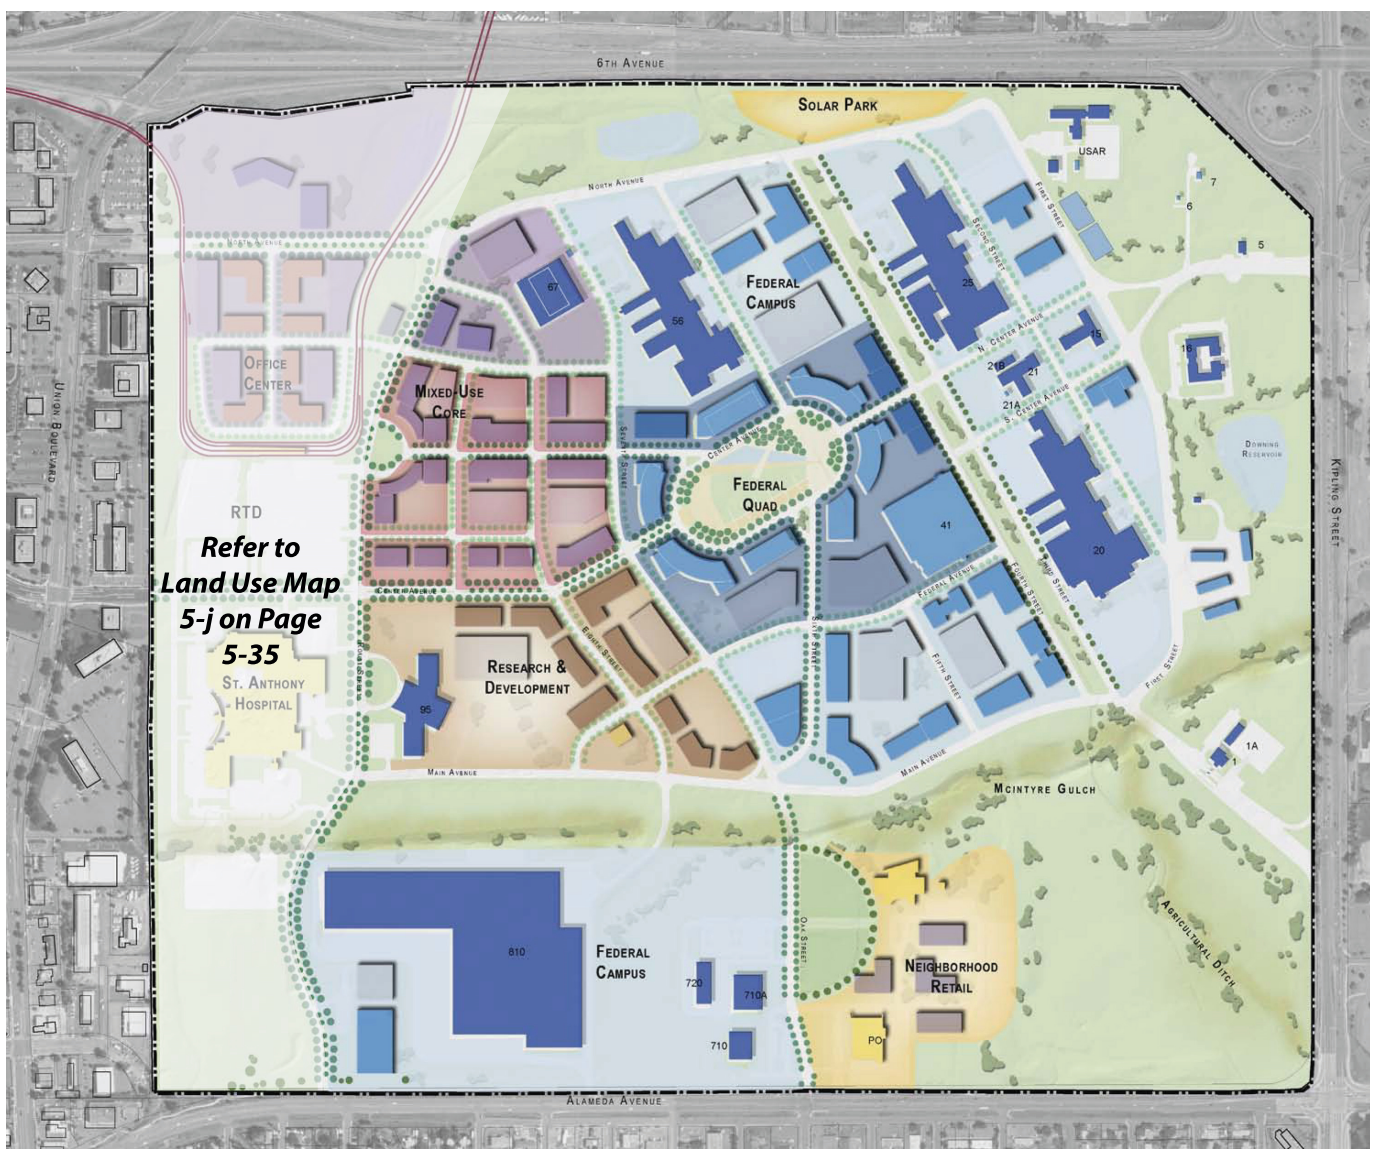 6TH AVENUE
SOLAR PARK
USAR
7
6
5
FIRST STREET
NORTH AVENUE
NORTH AVENUE
SECOND STREET
FEDERAL
CAMPUS
67
56
25
N. CENTER AVENUE
15
16
21B
21
21A
S. CENTER AVENUE
OFFICE
CENTER
MIXED-USE
CORE
UNION BOULEVARD
SEVENTH STREET
CENTER AVENUE
DOWNING
RESERVOIR
KIPLING STREET
FEDERAL
QUAD
RTD
41
20
Refer to
Land Use Map
5-j on Page
5-35
CENTER AVENUE
FEDERAL AVENUE
FOURTH STREET
THIRD STREET
SIXTH STREET
EIGHTH STREET
FIFTH STREET
FIRST STREET
RESEARCH &
DEVELOPMENT
ST. ANTHONY
HOSPITAL
95
1A
1
MAIN AVENUE
MAIN AVENUE
MCINTYRE GULCH
AGRICULTURAL DITCH
OAK STREET
810
FEDERAL
CAMPUS
720
710A
710
NEIGHBORHOOD
RETAIL
PO
ALAMEDA AVENUE